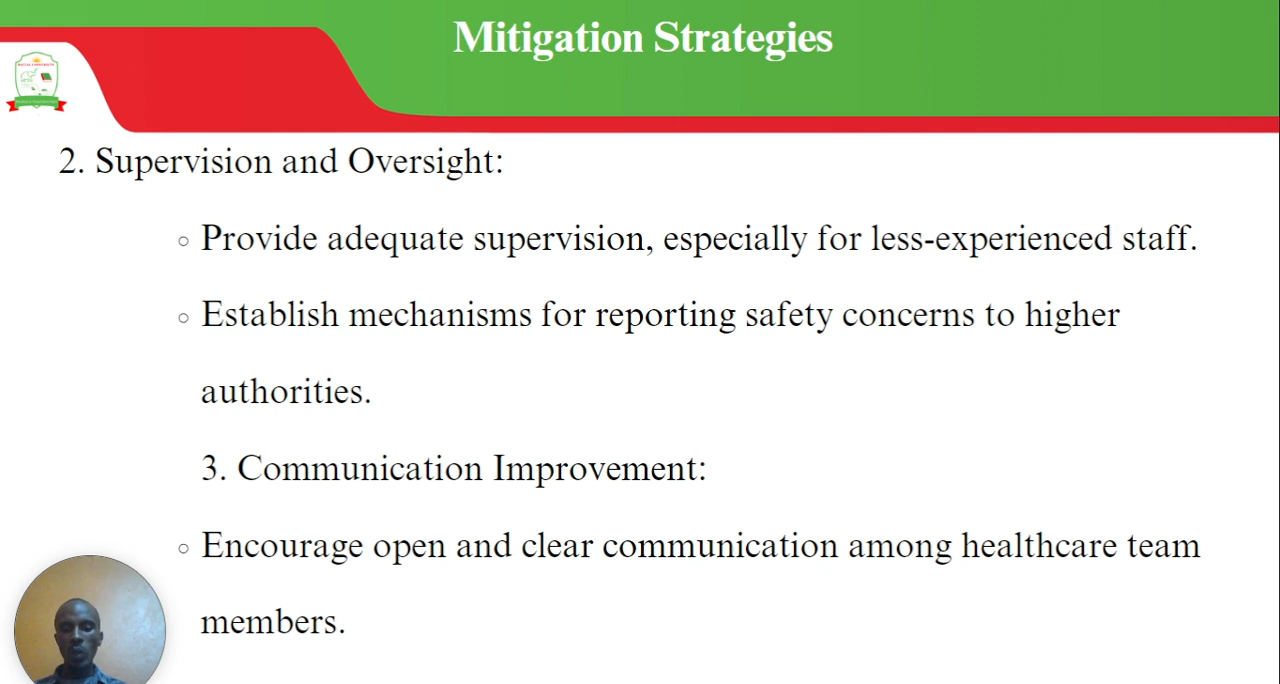 Mitigation Strategies
2. Supervision and Oversight:
Provide adequate supervision, especially for less-experienced staff.
Establish mechanisms for reporting safety concerns to higher
authorities.
3. Communication Improvement:
Encourage open and clear communication among healthcare team
members.